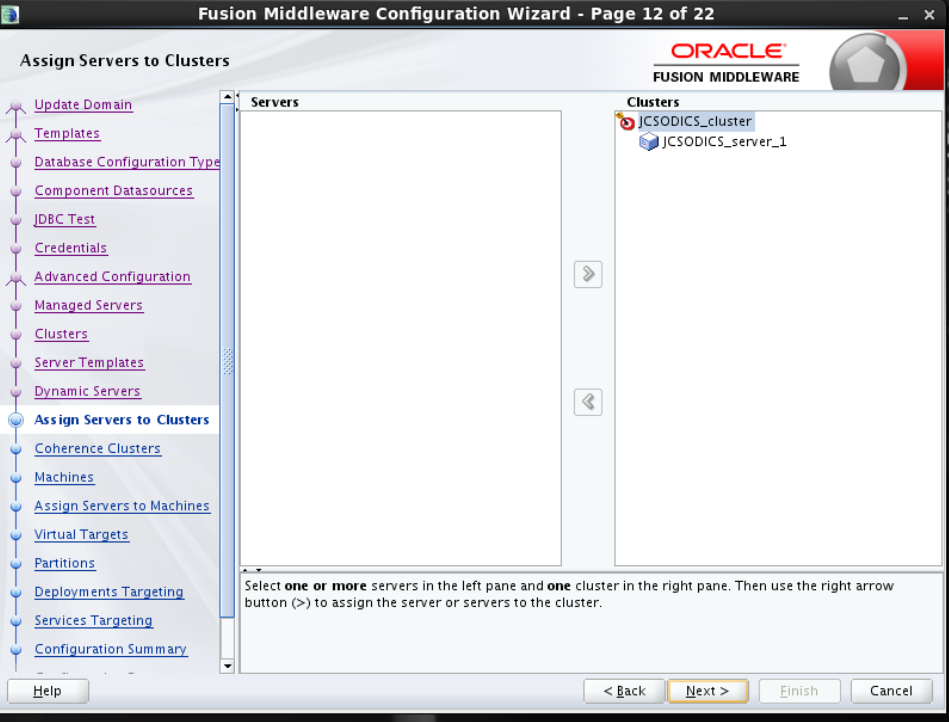 Fusion Middleware Configuration Wizard - Page 12 of 22
Assign Servers to Clusters
ORACLE
FUSION MIDDLEWARE
Update Domain
Templates
Database Configuration Type
Component Datasources
JDBC Test
Credentials
Advanced Configuration
Managed Servers
Clusters
Server Templates
Dynamic Servers
Assign Servers to Clusters
Coherence Clusters
Machines
Assign Servers to Machines
Virtual Targets
Partitions
Deployments Targeting
Services Targeting
Configuration Summary
Servers
Clusters
JCSODICS_cluster
JCSODICS_server_1
Select one or more servers in the left pane and one cluster in the right pane. Then use the right arrow
button (>) to assign the server or servers to the cluster.
Help
< Back
Next >
Finish
Cancel